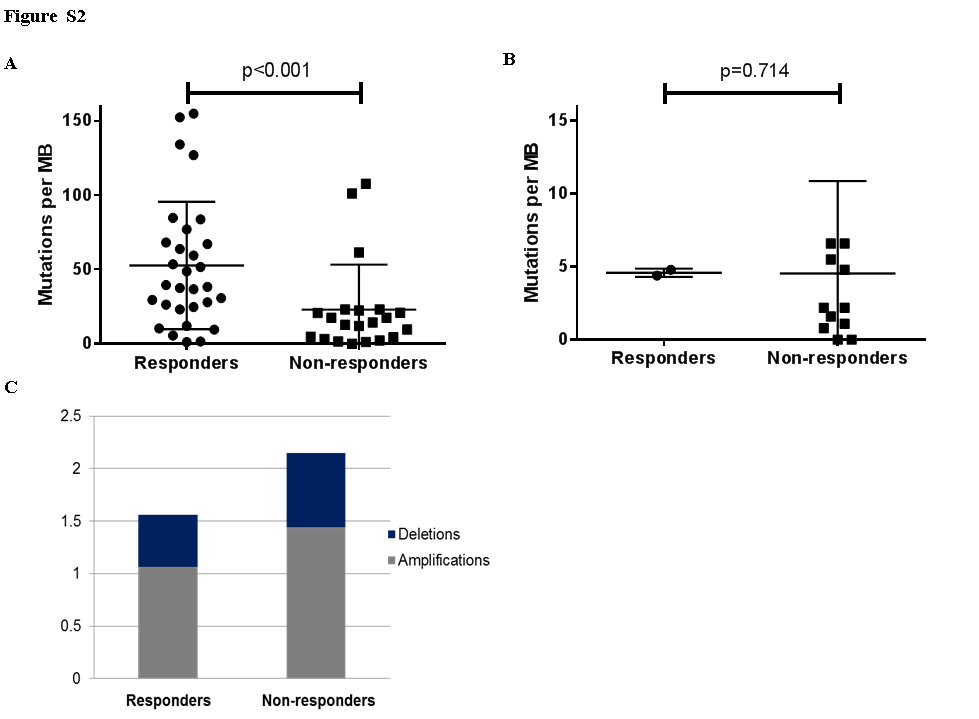 Figure S2
A
p<0.001
Mutations per MB
150
100
50
0
Responders
Non-responders
B
p=0.714
Mutations per MB
15
10
5
0
Responders
Non-responders
C
2.5
2
1.5
1
0.5
0
Deletions
Amplifications
Responders
Non-responders